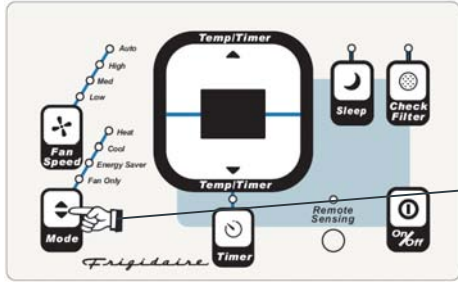 Temp/Timer
Auto
High
Med
Low
Fan
Speed
Heat
Cool
Energy Saver
Fan Only
Mode
Temp/Timer
Timer
Sleep
Check
Filter
Remote
Sensing
On/Off
Frigidaire